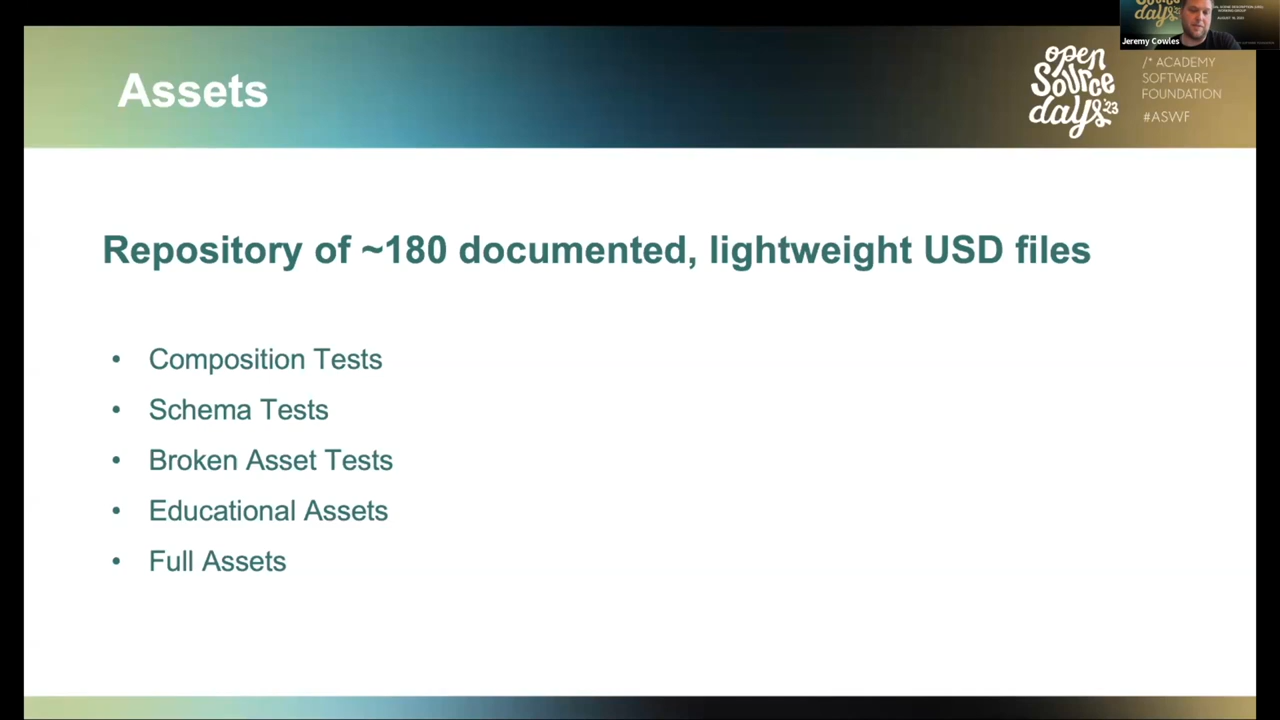 Assets
open
Source
days '23
/* ACADEMY
SOFTWARE
FOUNDATION
#ASWF
Jeremy Cowles
Repository of ~180 documented, lightweight USD files
• Composition Tests
• Schema Tests
• Broken Asset Tests
• Educational Assets
• Full Assets